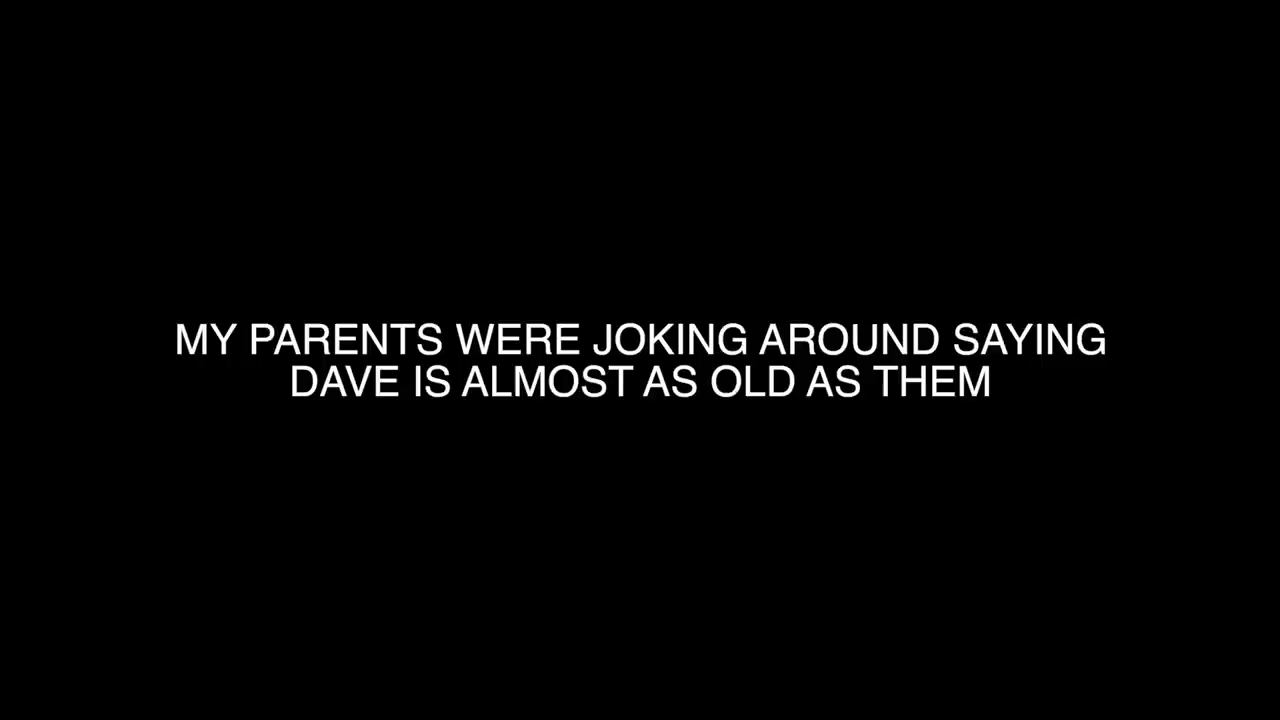 MY PARENTS WERE JOKING AROUND SAYING
DAVE IS ALMOST AS OLD AS THEM